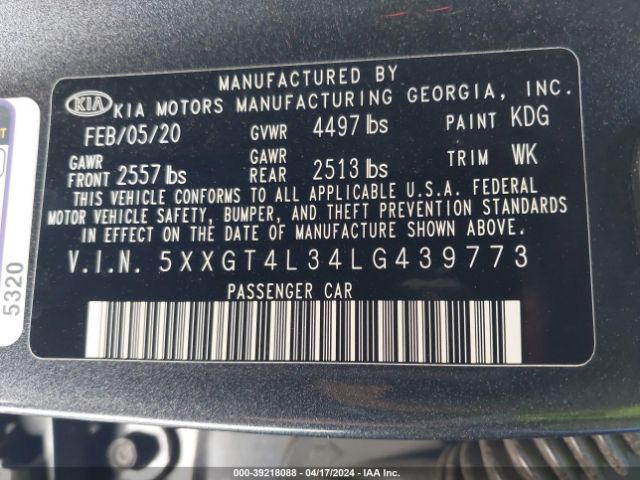 MANUFACTURED BY
KIA KIA MOTORS MANUFACTURING GEORGIA, INC.
FEB/05/20 GVWR 4497 lbs PAINT KDG
GAWR FRONT 2557 lbs GAWR REAR 2513 lbs TRIM WK
THIS VEHICLE CONFORMS TO ALL APPLICABLE U.S.A. FEDERAL
MOTOR VEHICLE SAFETY, BUMPER, AND THEFT PREVENTION STANDARDS
IN EFFECT ON THE DATE OF MANUFACTURE SHOWN ABOVE.
V.I.N. 5XXGT4L34LG439773
PASSENGER CAR
5320
000-39218088 - 04/17/2024 - IAA Inc.